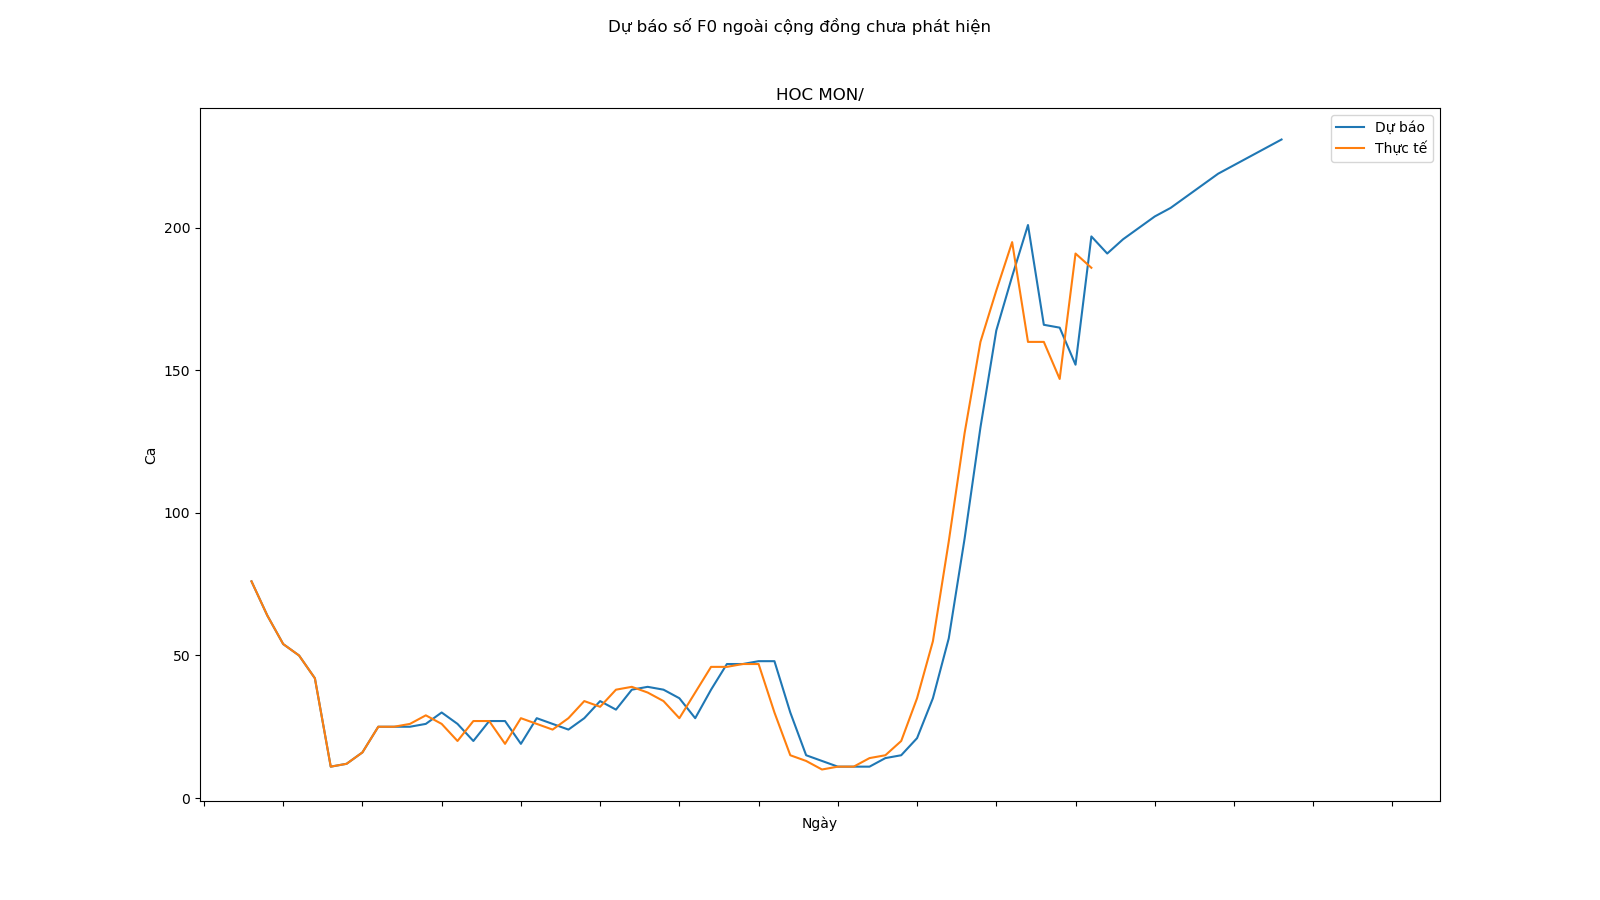 Dự báo số F0 ngoài cộng đồng chưa phát hiện
HOC MON/
Dự báo
Thực tế
200
150
100
50
0
Ca
Ngày